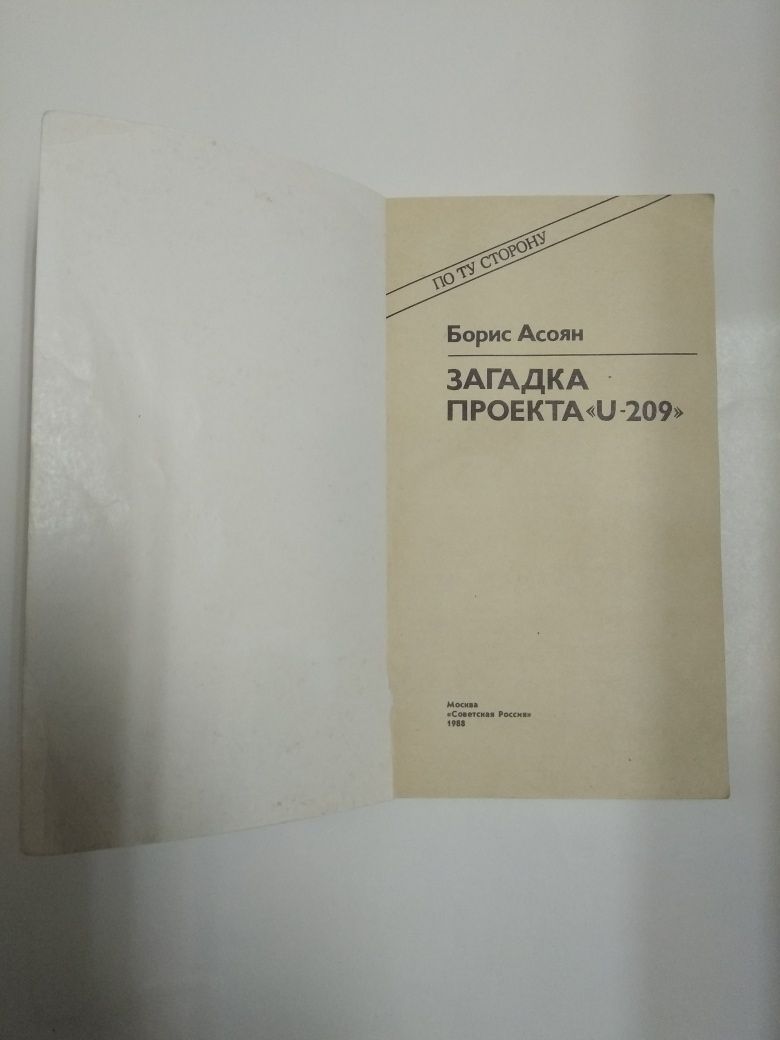 ПО ТУ СТОРОНУ
Борис Асоян
ЗАГАДКА
ПРОЕКТА «U-209»
Москва
«Советская Россия»
1988